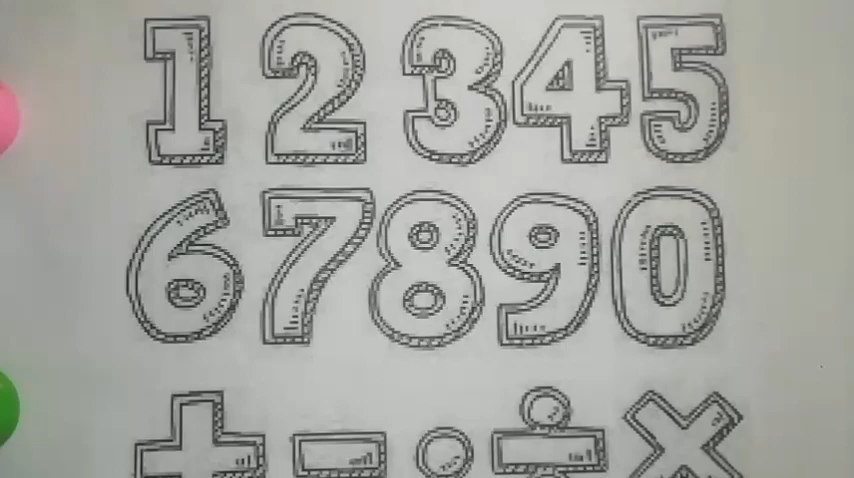 12345
67890
+ - ÷ ×